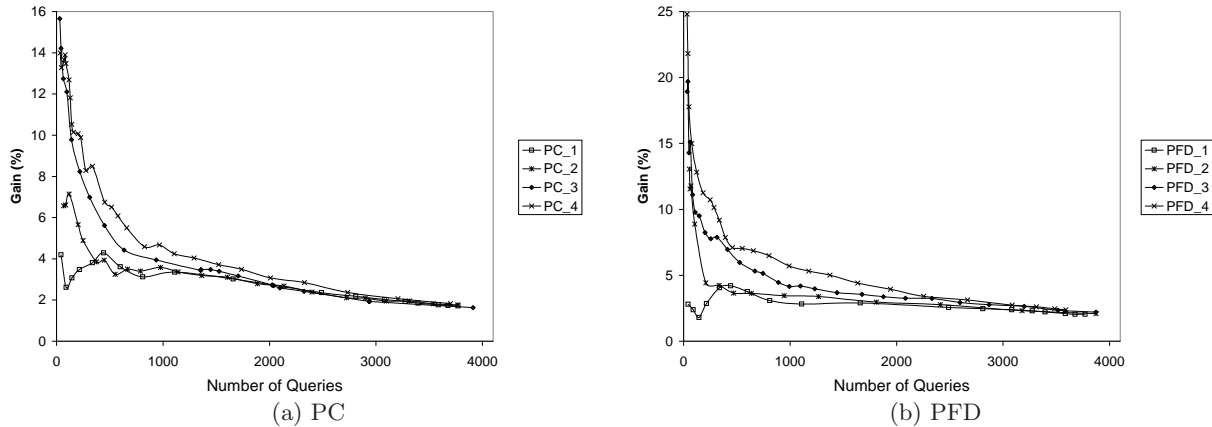 16
14
12
10
8
6
4
2
0
Gain (%)
0 1000 2000 3000 4000
Number of Queries
PC_1
PC_2
PC_3
PC_4
(a) PC
25
20
15
10
5
0
Gain (%)
0 1000 2000 3000 4000
Number of Queries
PFD_1
PFD_2
PFD_3
PFD_4
(b) PFD